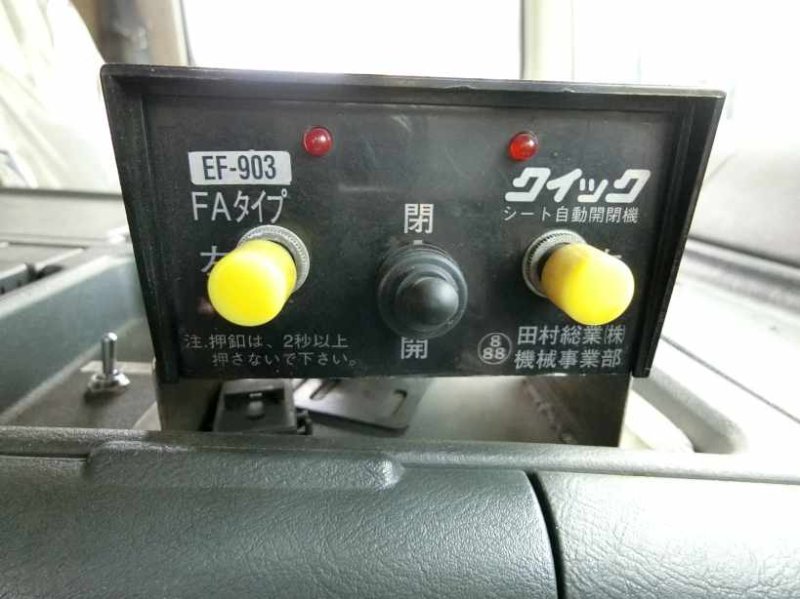 EF-903
FAタイプ
クイック
シート自動開閉機
閉
開
注.押釦は、2秒以上
押さないで下さい。
8
88
田村総業(株)
機械事業部